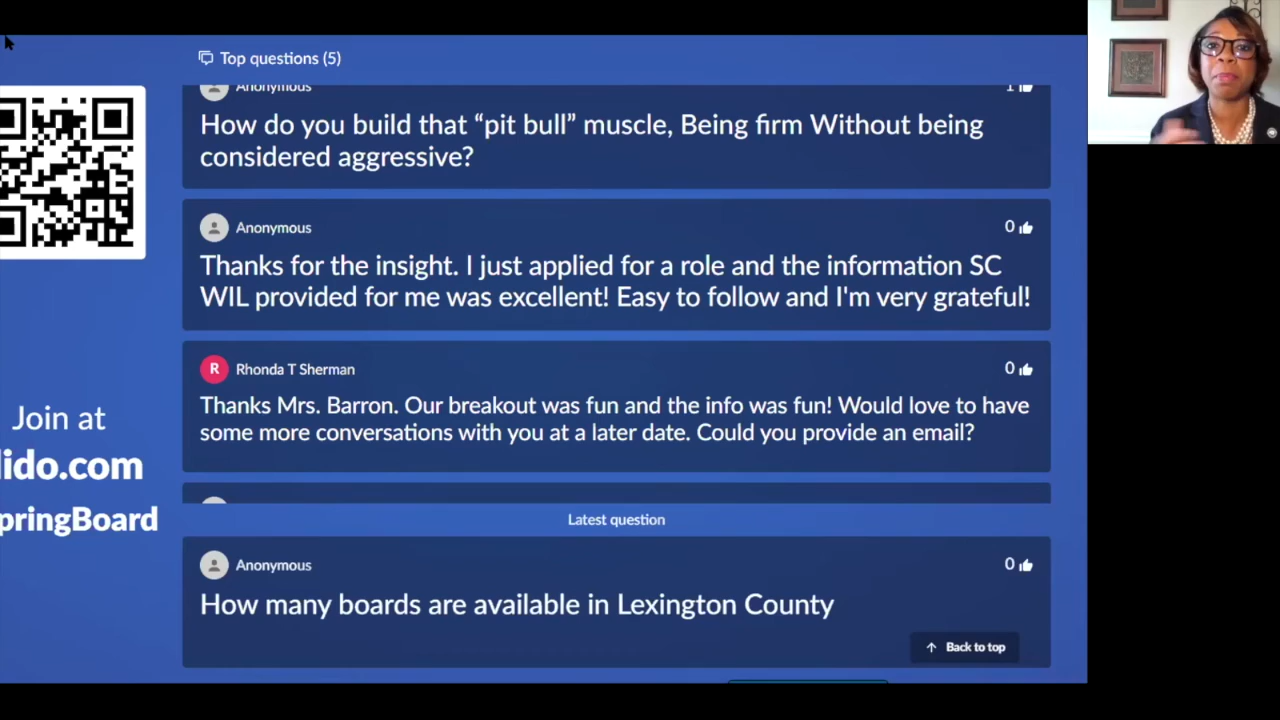 Top questions (5)
Anonymous
1
How do you build that “pit bull” muscle, Being firm Without being
considered aggressive?
Anonymous
0
Thanks for the insight. I just applied for a role and the information SC
WIL provided for me was excellent! Easy to follow and I'm very grateful!
R
Rhonda T Sherman
0
Thanks Mrs. Barron. Our breakout was fun and the info was fun! Would love to have
some more conversations with you at a later date. Could you provide an email?
Join at
lido.com
pringBoard
Latest question
Anonymous
0
How many boards are available in Lexington County
Back to top